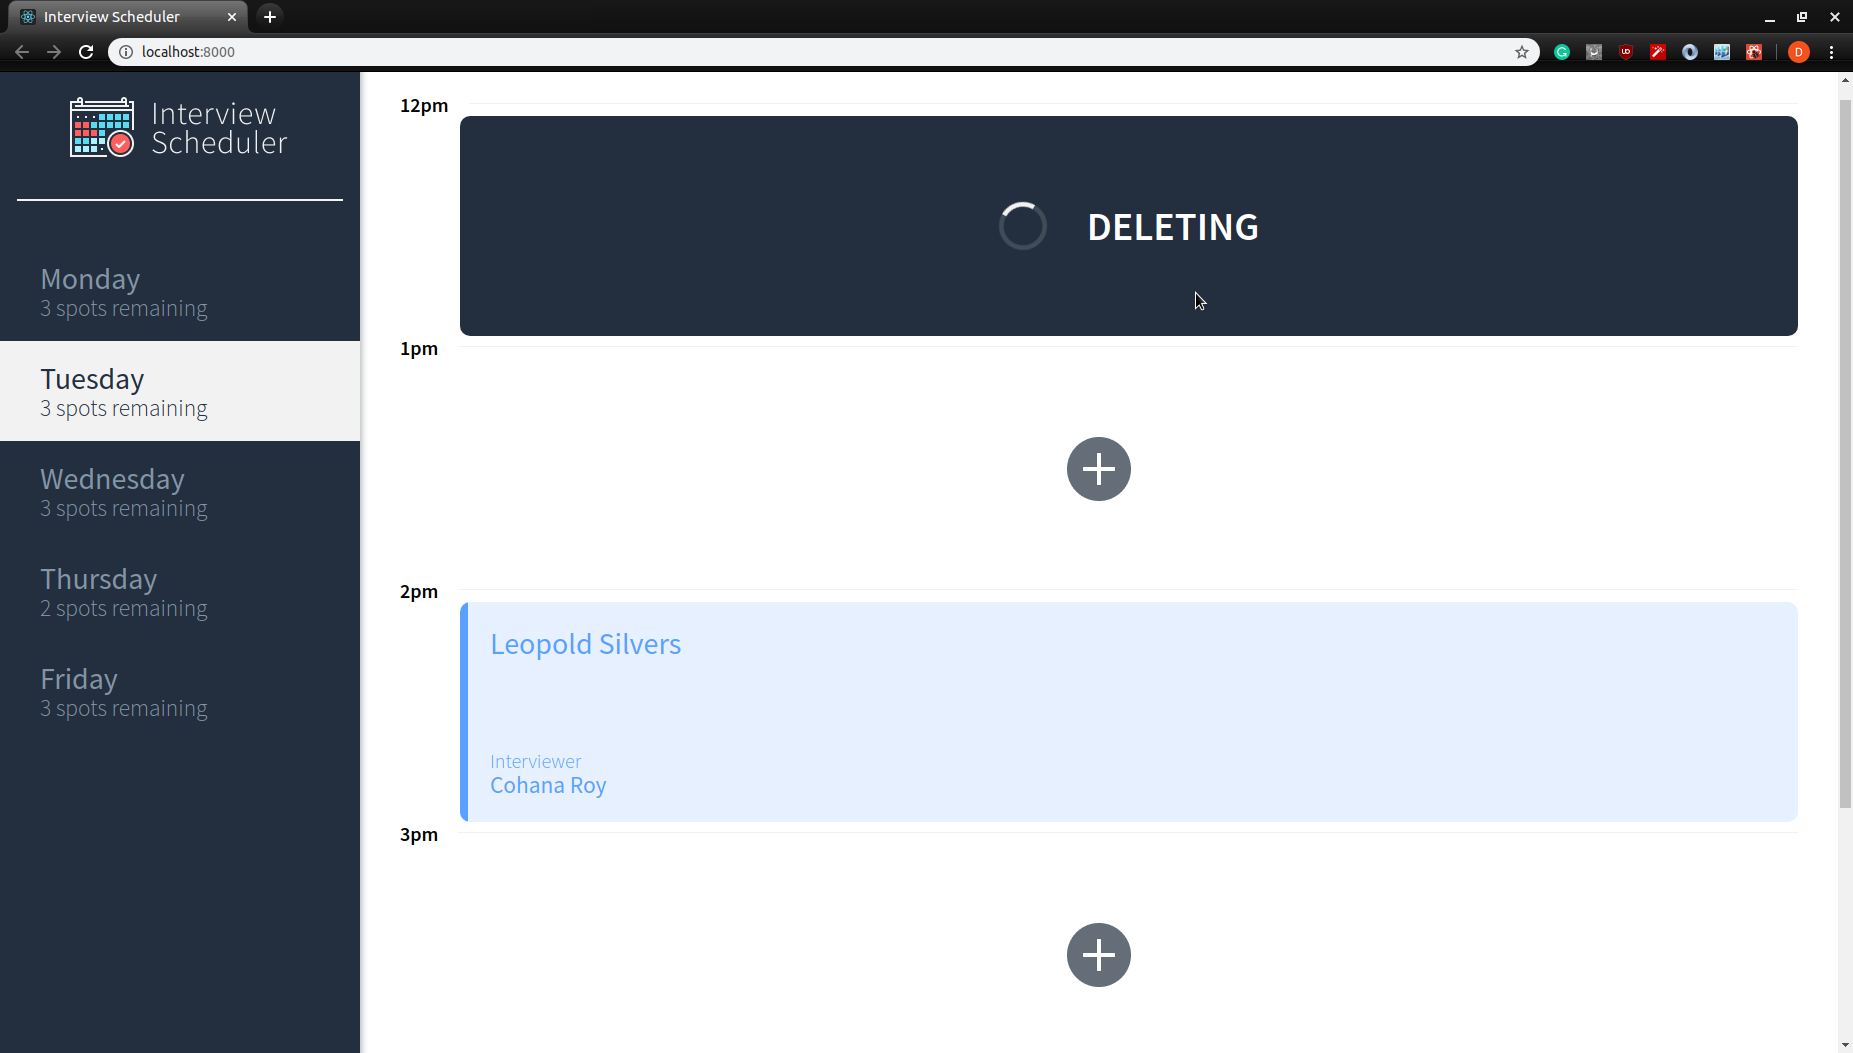 Interview Scheduler
localhost:8000
D
Interview
Scheduler
Monday
3 spots remaining
Tuesday
3 spots remaining
Wednesday
3 spots remaining
Thursday
2 spots remaining
Friday
3 spots remaining
12pm
DELETING
1pm
2pm
Leopold Silvers
Interviewer
Cohana Roy
3pm